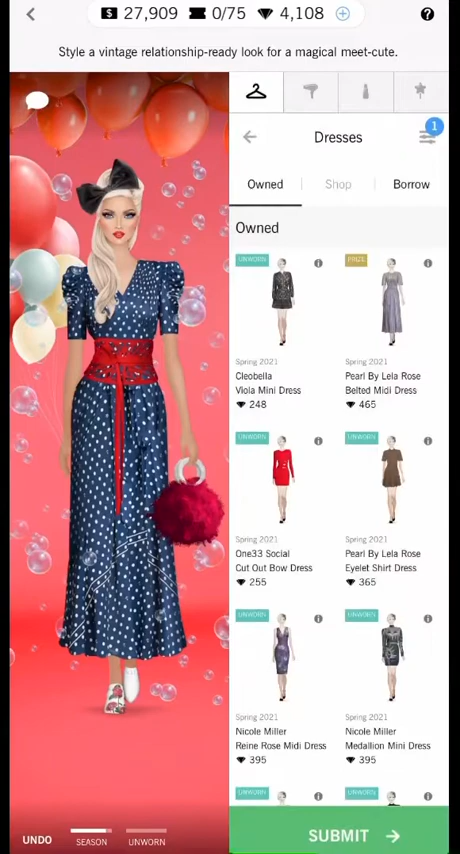 $ 27,909 0/75 4,108 + ?
Style a vintage relationship-ready look for a magical meet-cute.
Dresses 1
Owned Shop Borrow
Owned
UNWORN PRIZE
Spring 2021 Spring 2021
Cleobella Pearl By Lela Rose
Viola Mini Dress Belted Midi Dress
248 465
UNWORN UNWORN
Spring 2021 Spring 2021
One33 Social Pearl By Lela Rose
Cut Out Bow Dress Eyelet Shirt Dress
255 365
UNWORN UNWORN
Spring 2021 Spring 2021
Nicole Miller Nicole Miller
Reine Rose Midi Dress Medallion Mini Dress
395 395
UNWORN UNWORN
UNDO SEASON UNWORN SUBMIT